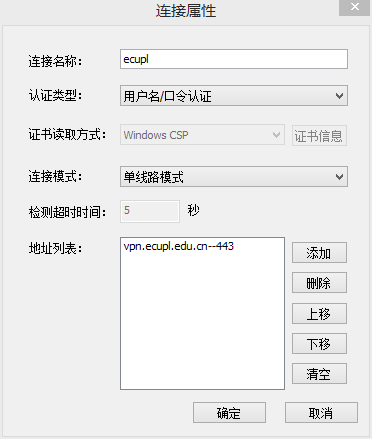 连接属性
连接名称： ecupl
认证类型： 用户名/口令认证
证书读取方式： Windows CSP 证书信息
连接模式： 单线路模式
检测超时时间： 5 秒
地址列表： vpn.ecupl.edu.cn--443
添加
删除
上移
下移
清空
确定 取消